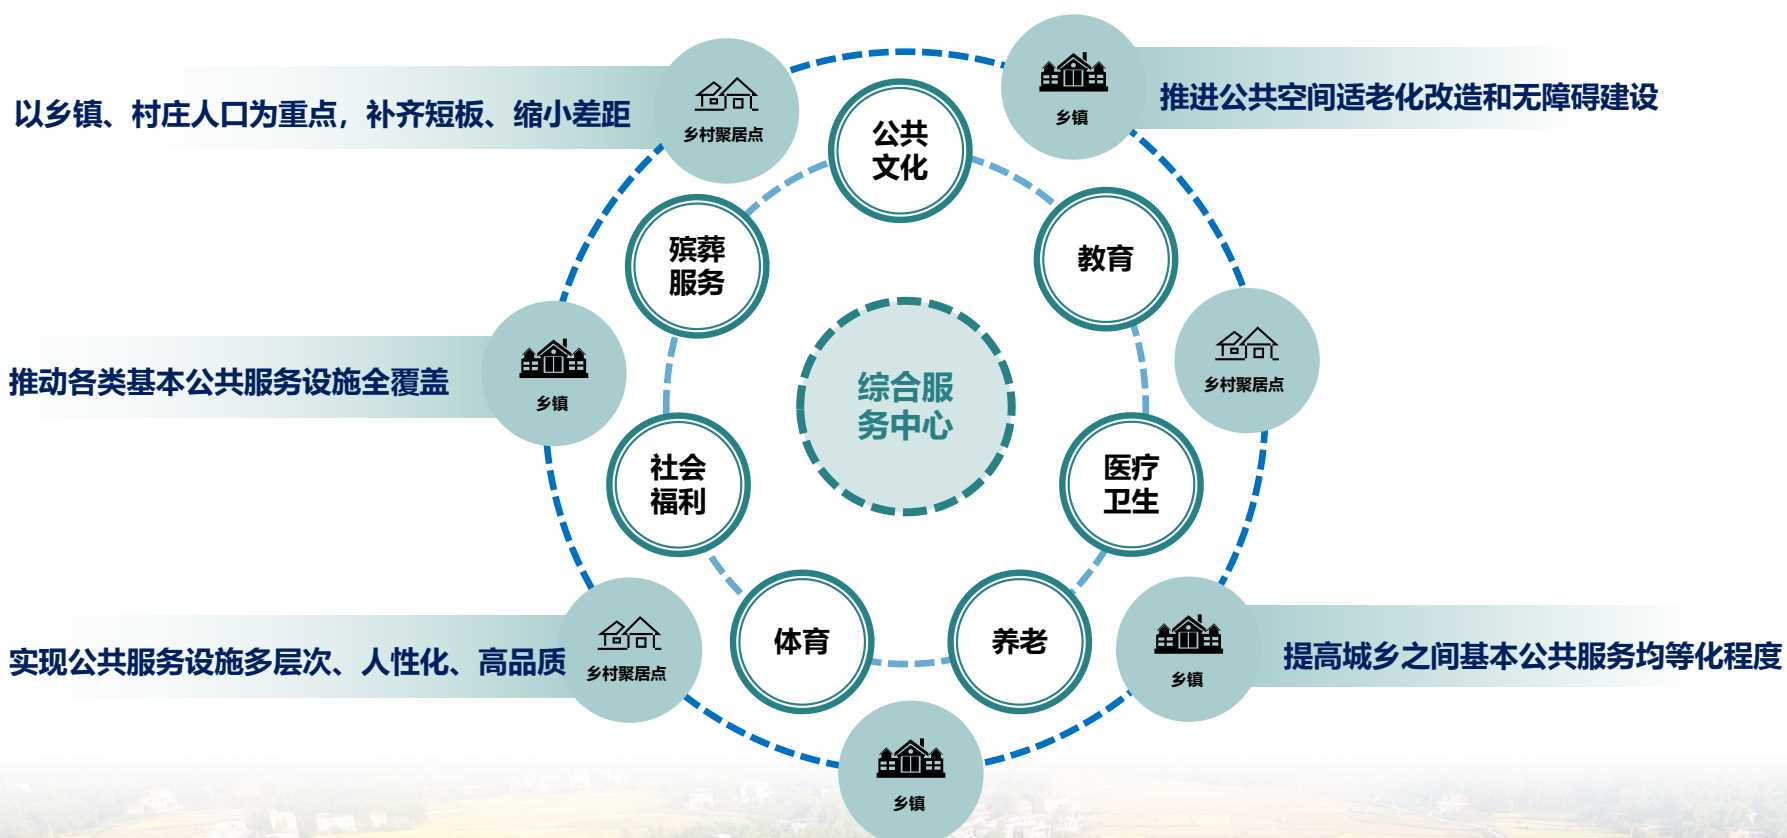 以乡镇、村庄人口为重点，补齐短板、缩小差距
乡村聚居点
乡镇
推进公共空间适老化改造和无障碍建设
公共
文化
殡葬
服务
教育
推动各类基本公共服务设施全覆盖
乡镇
综合服
务中心
乡村聚居点
社会
福利
医疗
卫生
实现公共服务设施多层次、人性化、高品质
乡村聚居点
体育
养老
乡镇
提高城乡之间基本公共服务均等化程度
乡镇